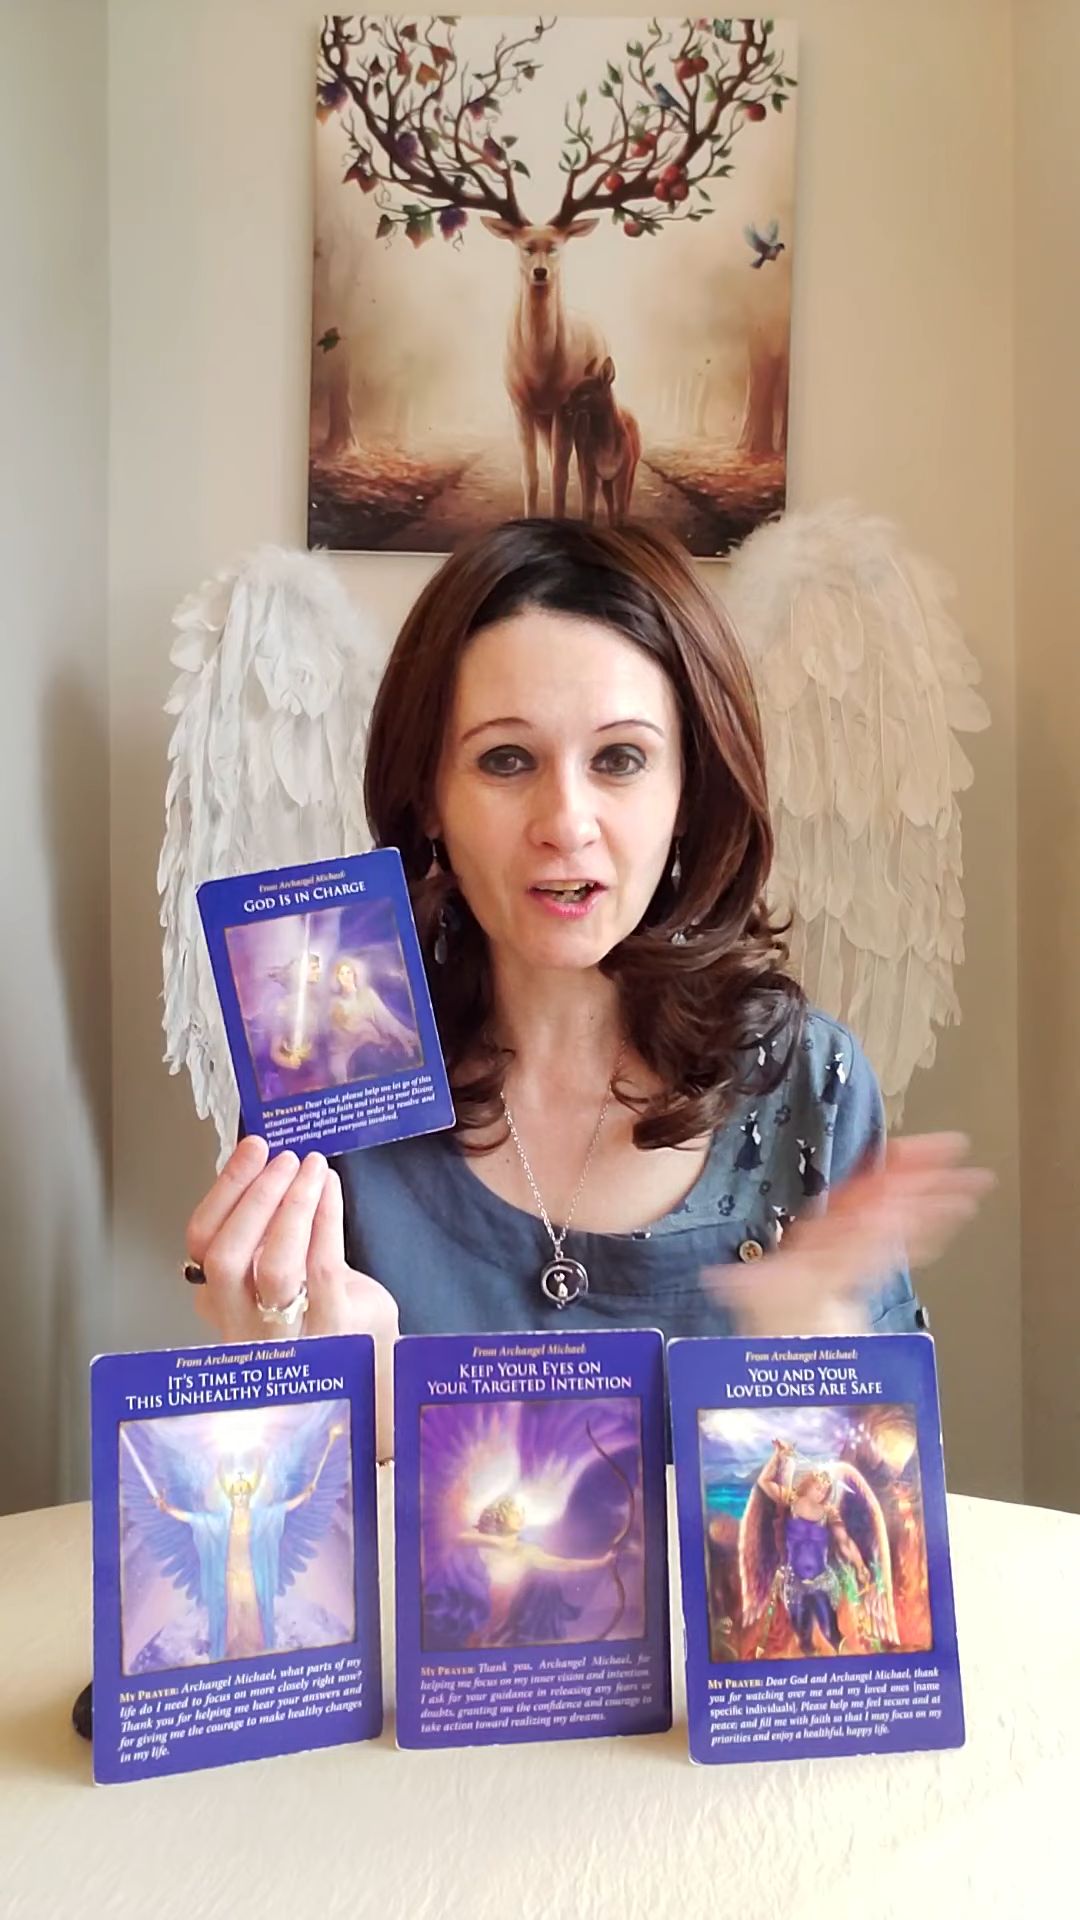 From Archangel Michael:
GOD IS IN CHARGE
MY PRAYER: Dear God, please help me let go of this
situation, giving it in faith and trust to your Divine
wisdom and infinite love in order to resolve and
heal everything and everyone involved.
From Archangel Michael:
IT'S TIME TO LEAVE
THIS UNHEALTHY SITUATION
MY PRAYER: Archangel Michael, what parts of my
life do I need to focus on more closely right now?
Thank you for helping me hear your answers and
for giving me the courage to make healthy changes
in my life.
From Archangel Michael:
KEEP YOUR EYES ON
YOUR TARGETED INTENTION
MY PRAYER: Thank you, Archangel Michael, for
helping me focus on my inner vision and intention.
I ask for your guidance in releasing any fears or
doubts, granting me the confidence and courage to
take action toward realizing my dreams.
From Archangel Michael:
YOU AND YOUR
LOVED ONES ARE SAFE
MY PRAYER: Dear God and Archangel Michael, thank
you for watching over me and my loved ones [name
specific individuals]. Please help me feel secure and at
peace; and fill me with faith so that I may focus on my
priorities and enjoy a healthful, happy life.